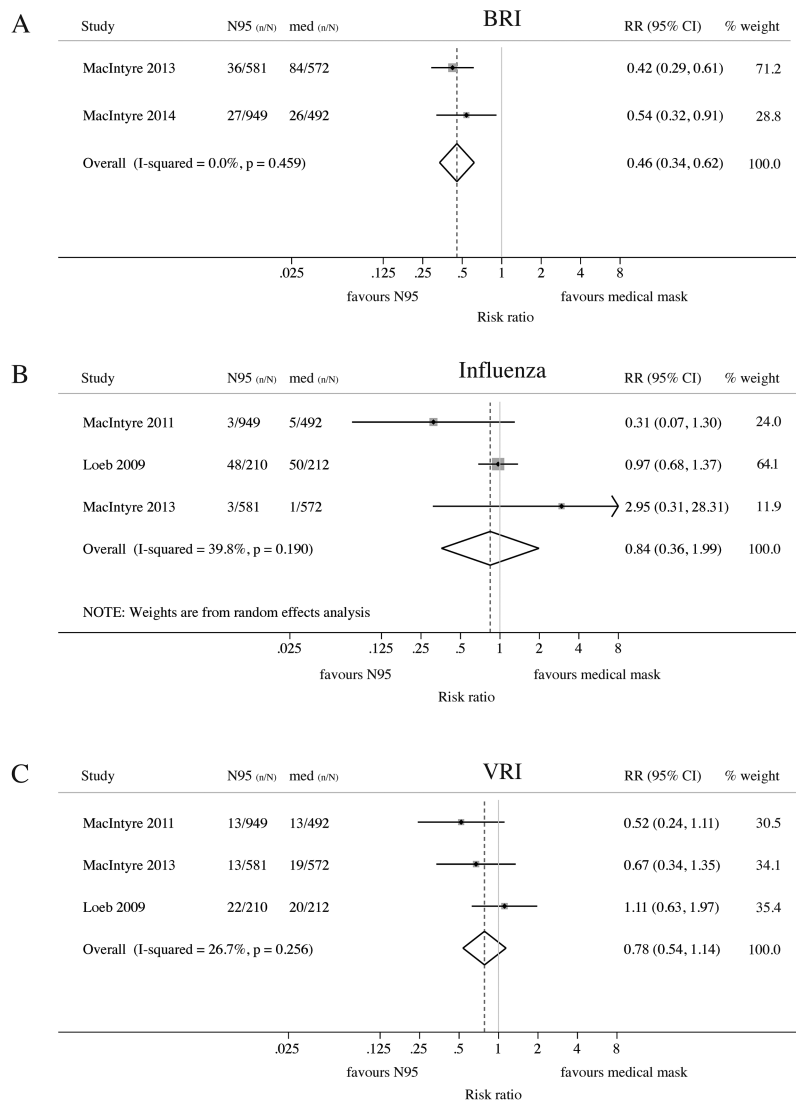 A
BRI
Study N95 (n/N) med (n/N) RR (95% CI) % weight
MacIntyre 2013 36/581 84/572 0.42 (0.29, 0.61) 71.2
MacIntyre 2014 27/949 26/492 0.54 (0.32, 0.91) 28.8
Overall (I-squared = 0.0%, p = 0.459) 0.46 (0.34, 0.62) 100.0
.025 .125 .25 .5 1 2 4 8
favours N95 favours medical mask
Risk ratio
B
Influenza
Study N95 (n/N) med (n/N) RR (95% CI) % weight
MacIntyre 2011 3/949 5/492 0.31 (0.07, 1.30) 24.0
Loeb 2009 48/210 50/212 0.97 (0.68, 1.37) 64.1
MacIntyre 2013 3/581 1/572 2.95 (0.31, 28.31) 11.9
Overall (I-squared = 39.8%, p = 0.190) 0.84 (0.36, 1.99) 100.0
NOTE: Weights are from random effects analysis
.025 .125 .25 .5 1 2 4 8
favours N95 favours medical mask
Risk ratio
C
VRI
Study N95 (n/N) med (n/N) RR (95% CI) % weight
MacIntyre 2011 13/949 13/492 0.52 (0.24, 1.11) 30.5
MacIntyre 2013 13/581 19/572 0.67 (0.34, 1.35) 34.1
Loeb 2009 22/210 20/212 1.11 (0.63, 1.97) 35.4
Overall (I-squared = 26.7%, p = 0.256) 0.78 (0.54, 1.14) 100.0
.025 .125 .25 .5 1 2 4 8
favours N95 favours medical mask
Risk ratio